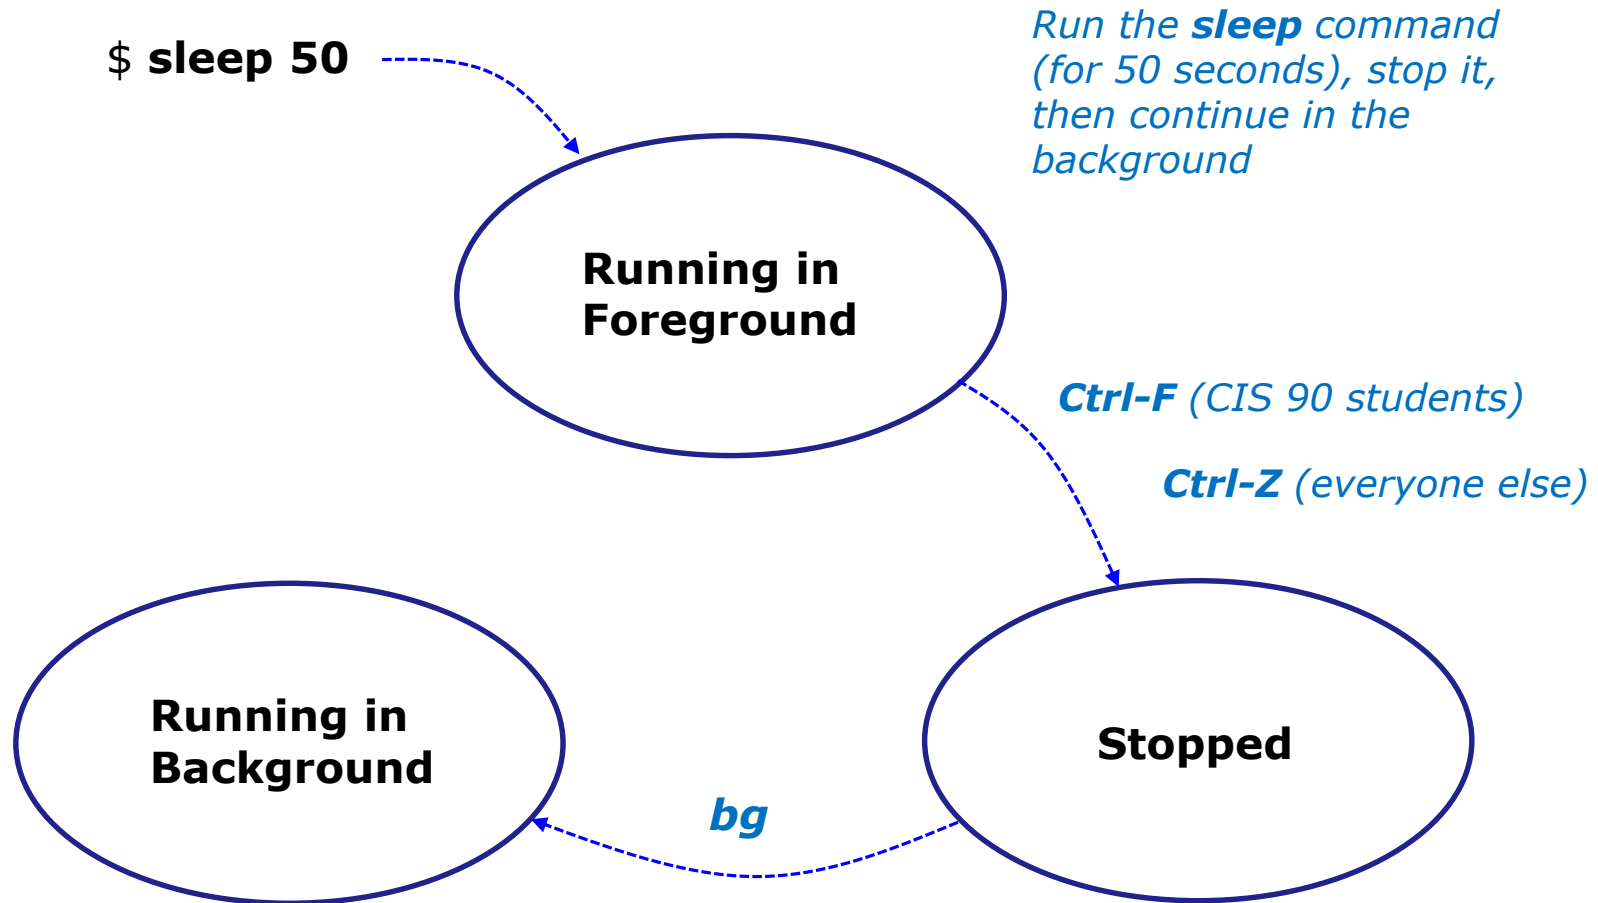 $ sleep 50
Run the sleep command
(for 50 seconds), stop it,
then continue in the
background
Running in
Foreground
Ctrl-F (CIS 90 students)
Ctrl-Z (everyone else)
Running in
Background
Stopped
bg